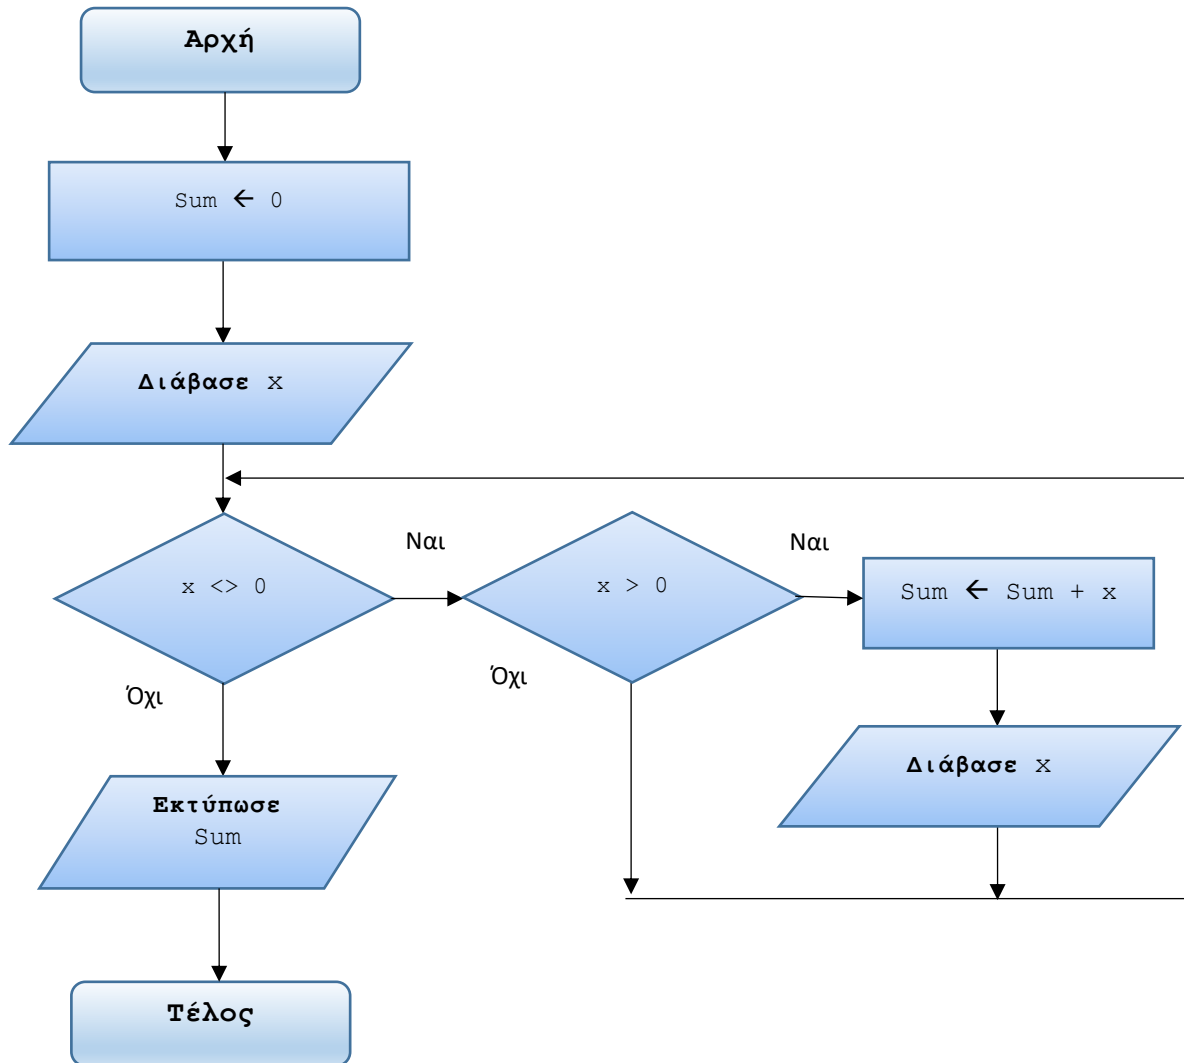 Αρχή
Sum 🡨 0
Διάβασε x
x <> 0
Ναι
x > 0
Ναι
Sum 🡨 Sum + x
Όχι
Όχι
Διάβασε x
Εκτύπωσε
Sum
Τέλος